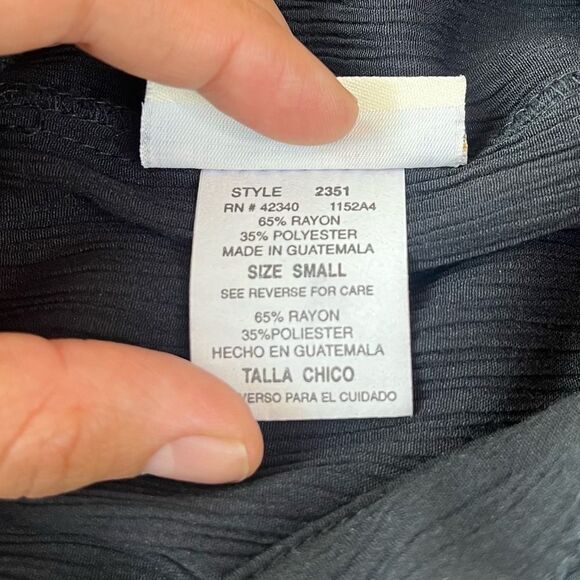 STYLE 2351
RN # 42340 1152A4
65% RAYON
35% POLYESTER
MADE IN GUATEMALA
SIZE SMALL
SEE REVERSE FOR CARE
65% RAYON
35%POLIESTER
HECHO EN GUATEMALA
TALLA CHICO
VERSO PARA EL CUIDADO